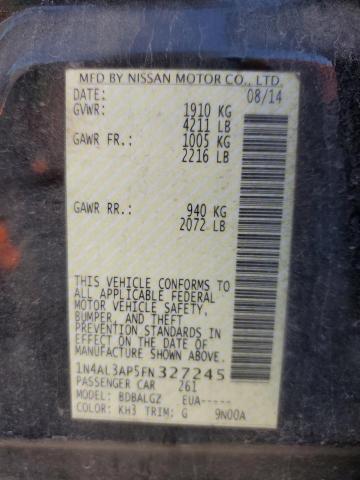 MFD BY NISSAN MOTOR CO., LTD.
DATE: 08/14
GVWR: 1910 KG
4211 LB
GAWR FR.: 1005 KG
2216 LB
GAWR RR.: 940 KG
2072 LB
THIS VEHICLE CONFORMS TO
ALL APPLICABLE FEDERAL
MOTOR VEHICLE SAFETY,
BUMPER, AND THEFT
PREVENTION STANDARDS IN
EFFECT ON THE DATE OF
MANUFACTURE SHOWN ABOVE.
1N4AL3AP5FN327245
PASSENGER CAR Z61
MODEL: BDBALGZ EUA-----
COLOR: KH3 TRIM: G 9N00A